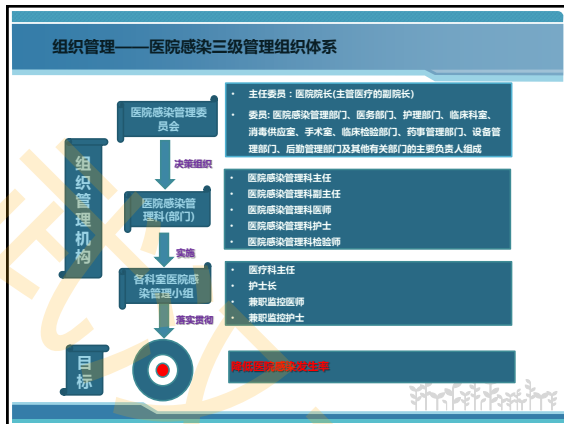 组织管理——医院感染三级管理组织体系
组织管理机构
医院感染管理委
员会
• 主任委员：医院院长(主管医疗的副院长)
• 委员: 医院感染管理部门、医务部门、护理部门、临床科室、
消毒供应室、手术室、临床检验部门、药事管理部门、设备管
理部门、后勤管理部门及其他有关部门的主要负责人组成
决策组织
医院感染管
理科(部门)
• 医院感染管理科主任
• 医院感染管理科副主任
• 医院感染管理科医师
• 医院感染管理科护士
• 医院感染管理科检验师
实施
各科室医院感
染管理小组
• 医疗科主任
• 护士长
• 兼职监控医师
• 兼职监控护士
落实贯彻
目标
降低医院感染发生率